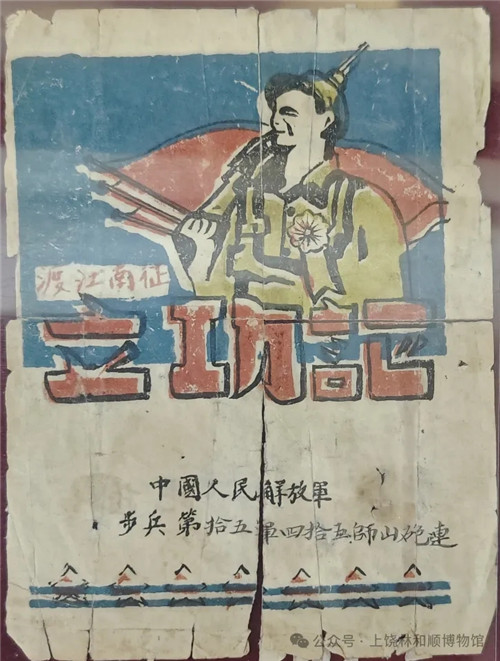 渡江南征
立功記
中國人民解放軍
步兵第拾五軍四拾五師山砲連
公众号·上饶林和顺博物馆